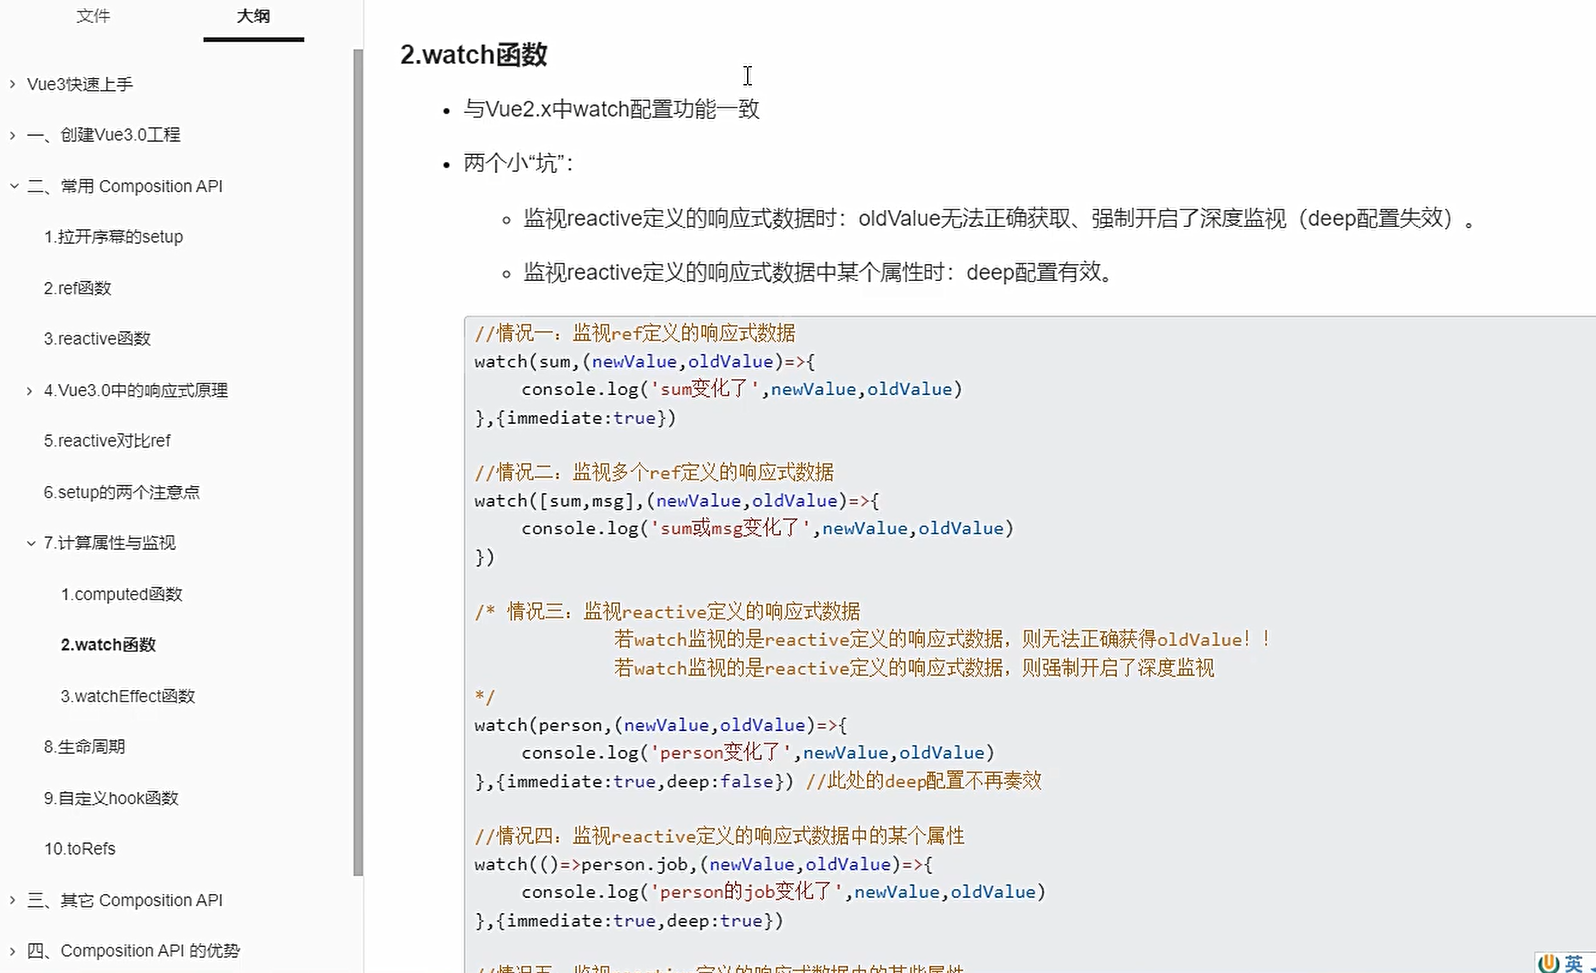 文件
大纲
Vue3快速上手
一、创建Vue3.0工程
二、常用 Composition API
1.拉开序幕的setup
2.ref函数
3.reactive函数
4.Vue3.0中的响应式原理
5.reactive对比ref
6.setup的两个注意点
7.计算属性与监视
1.computed函数
2.watch函数
3.watchEffect函数
8.生命周期
9.自定义hook函数
10.toRefs
三、其它 Composition API
四、Composition API 的优势
2.watch函数
与Vue2.x中watch配置功能一致
两个小“坑”：
监视reactive定义的响应式数据时：oldValue无法正确获取、强制开启了深度监视（deep配置失效）。
监视reactive定义的响应式数据中某个属性时：deep配置有效。
//情况一：监视ref定义的响应式数据
watch(sum,(newValue,oldValue)=>{
console.log('sum变化了',newValue,oldValue)
},{immediate:true})
//情况二：监视多个ref定义的响应式数据
watch([sum,msg],(newValue,oldValue)=>{
console.log('sum或msg变化了',newValue,oldValue)
})
/* 情况三：监视reactive定义的响应式数据
若watch监视的是reactive定义的响应式数据，则无法正确获得oldValue！！
若watch监视的是reactive定义的响应式数据，则强制开启了深度监视
*/
watch(person,(newValue,oldValue)=>{
console.log('person变化了',newValue,oldValue)
},{immediate:true,deep:false}) //此处的deep配置不再奏效
//情况四：监视reactive定义的响应式数据中的某个属性
watch(()=>person.job,(newValue,oldValue)=>{
console.log('person的job变化了',newValue,oldValue)
},{immediate:true,deep:true})
//情况五：监视reactive定义的响应式数据中的某些属性
英